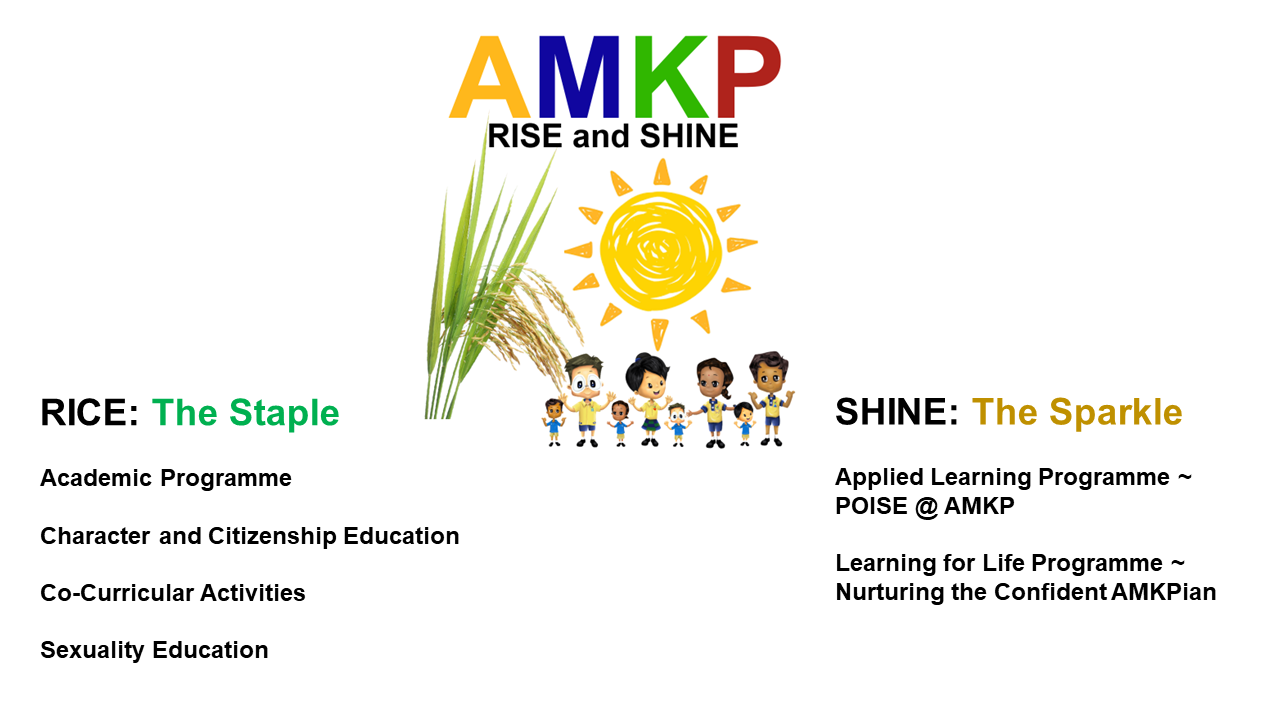 AMKP
RISE and SHINE
RICE: The Staple
Academic Programme
Character and Citizenship Education
Co-Curricular Activities
Sexuality Education
SHINE: The Sparkle
Applied Learning Programme ~
POISE @ AMKP
Learning for Life Programme ~
Nurturing the Confident AMKPian